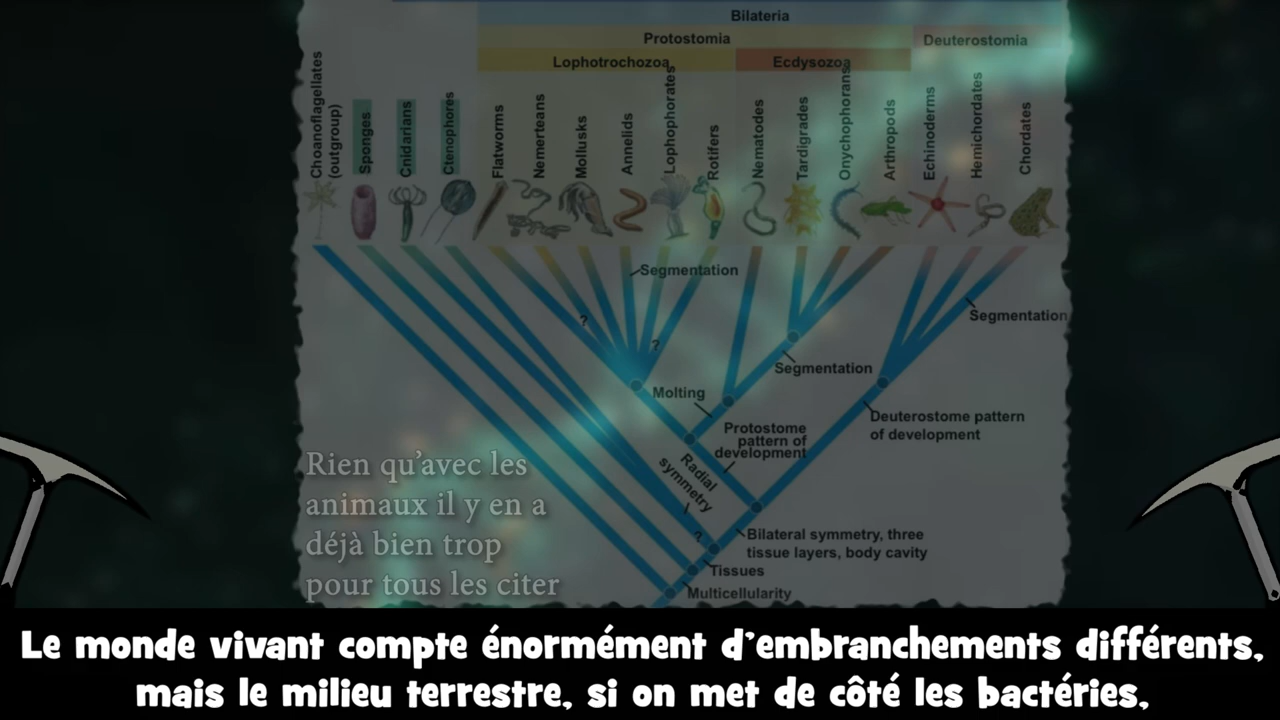 Bilateria
Protostomia
Deuterostomia
Lophotrochozoa
Ecdysozoa
Choanoflagellates
(outgroup)
Sponges
Cnidarians
Ctenophores
Flatworms
Nemerteans
Mollusks
Annelids
Lophophorates
Rotifers
Nematodes
Tardigrades
Onychophorans
Arthropods
Echinoderms
Hemichordates
Chordates
Segmentation
Segmentation
?
?
Segmentation
Molting
Deuterostome pattern
of development
Protostome
pattern of
development
Radial
symmetry
?
Bilateral symmetry, three
tissue layers, body cavity
Tissues
Multicellularity
Rien qu’avec les
animaux il y en a
déjà bien trop
pour tous les citer
Le monde vivant compte énormément d'embranchements différents,
mais le milieu terrestre, si on met de côté les bactéries,